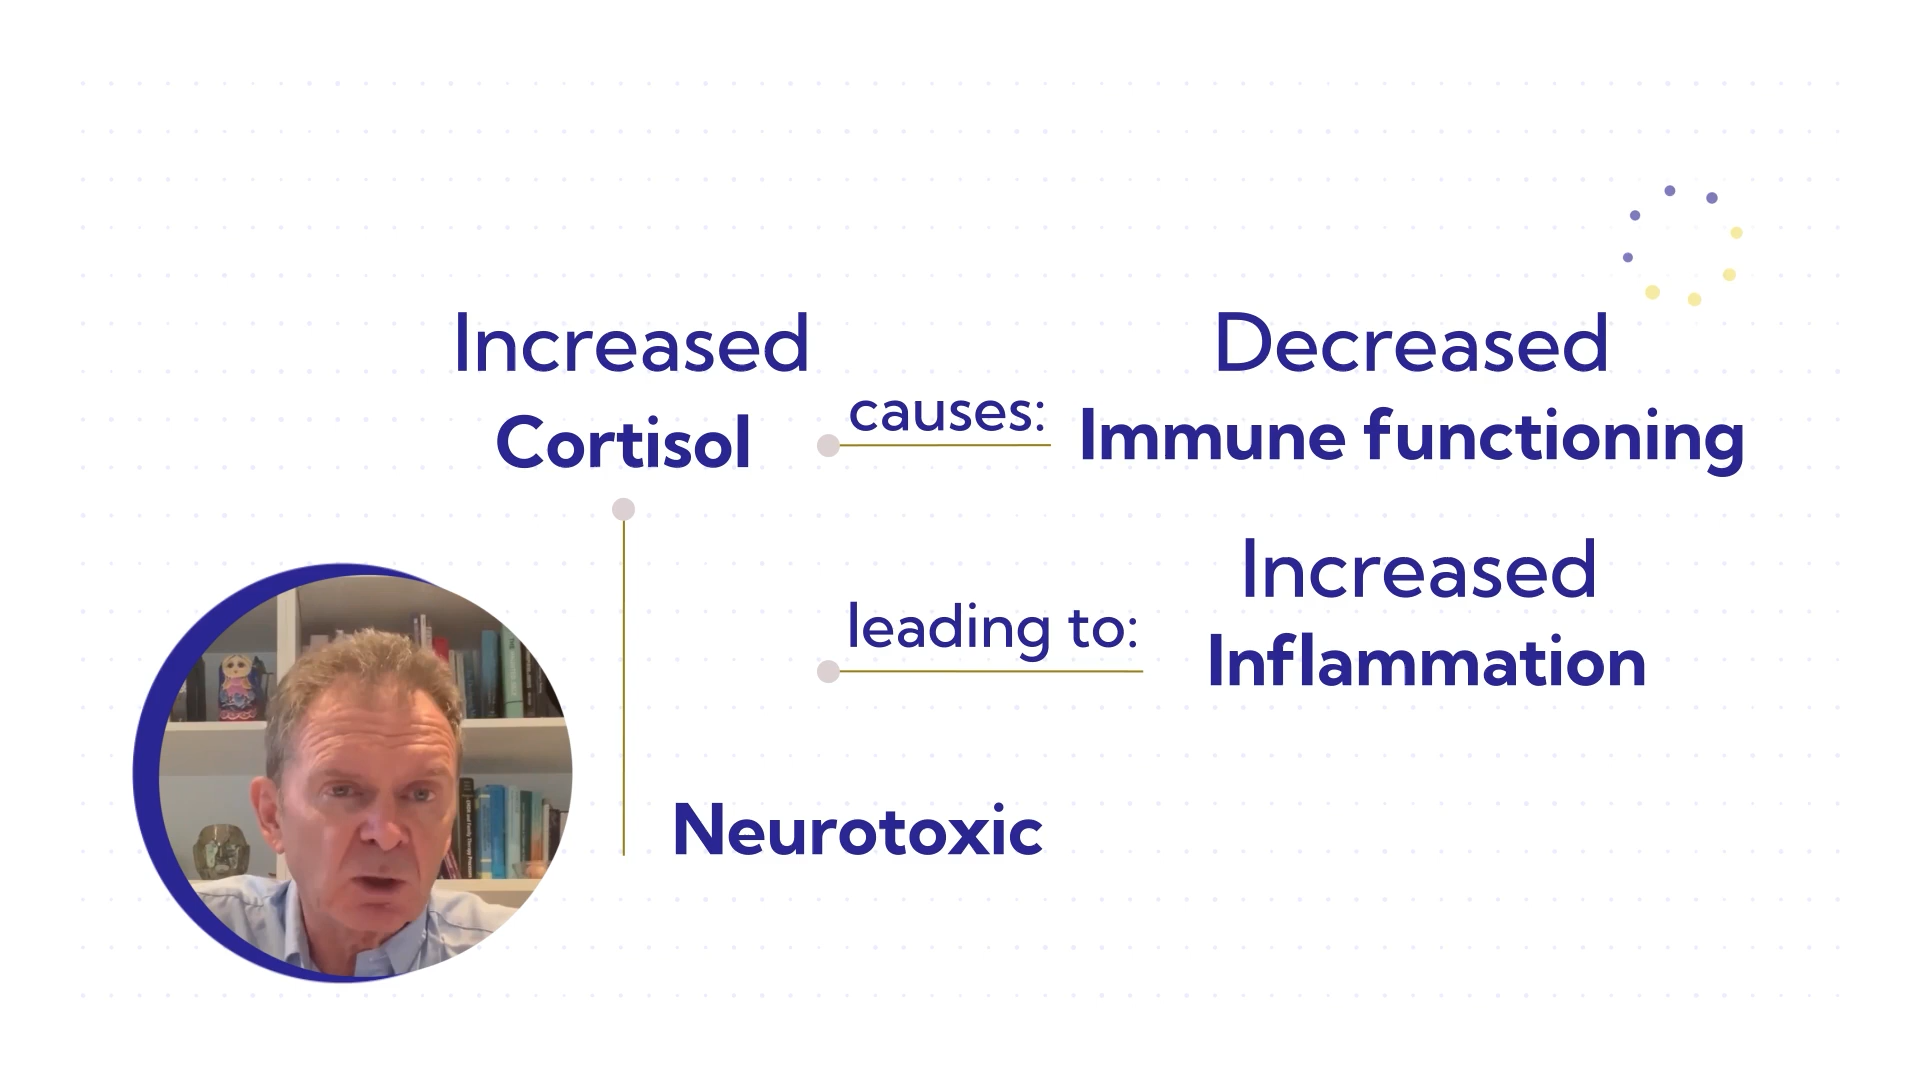 Increased
Cortisol
causes:
Decreased
Immune functioning
leading to:
Increased
Inflammation
Neurotoxic